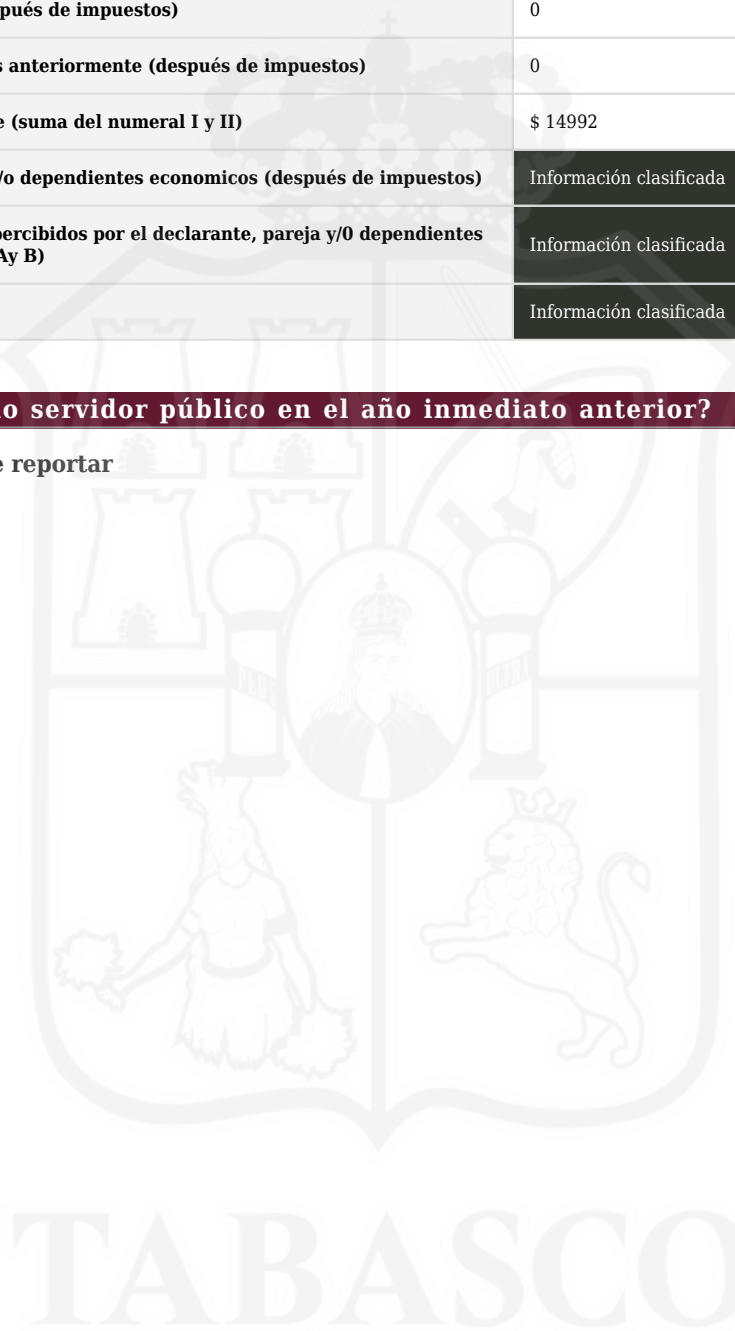 pués de impuestos)
0
s anteriormente (después de impuestos)
0
e (suma del numeral I y II)
$ 14992
/o dependientes economicos (después de impuestos)
Información clasificada
percibidos por el declarante, pareja y/0 dependientes
Ay B)
Información clasificada
Información clasificada
o servidor público en el año inmediato anterior?
e reportar
PLUS
ULTRA
TABASCO